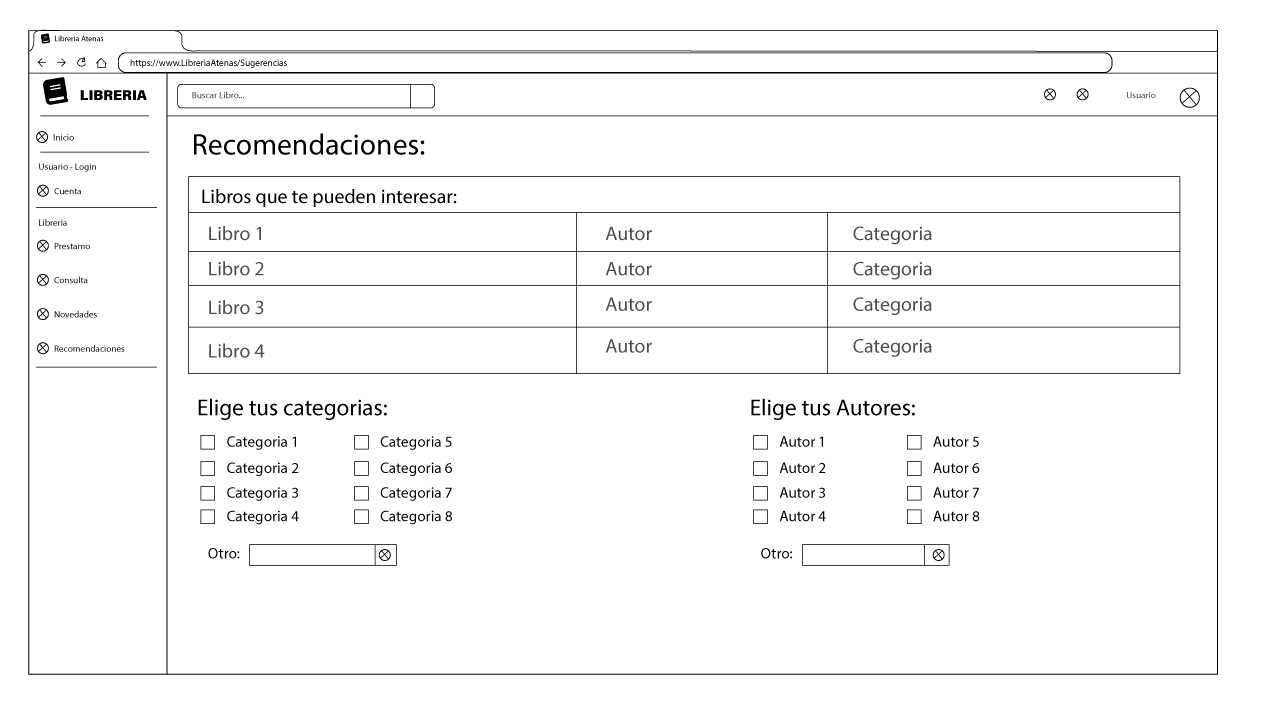 Libreria Atenas
https://www.LibreriaAtenas/Sugerencias
LIBRERIA
Buscar Libro...
Usuario
Inicio
Usuario - Login
Cuenta
Libreria
Prestamo
Consulta
Novedades
Recomendaciones
Recomendaciones:
Libros que te pueden interesar:
Libro 1 Autor Categoria
Libro 2 Autor Categoria
Libro 3 Autor Categoria
Libro 4 Autor Categoria
Elige tus categorias:
Categoria 1 Categoria 5
Categoria 2 Categoria 6
Categoria 3 Categoria 7
Categoria 4 Categoria 8
Otro:
Elige tus Autores:
Autor 1 Autor 5
Autor 2 Autor 6
Autor 3 Autor 7
Autor 4 Autor 8
Otro: